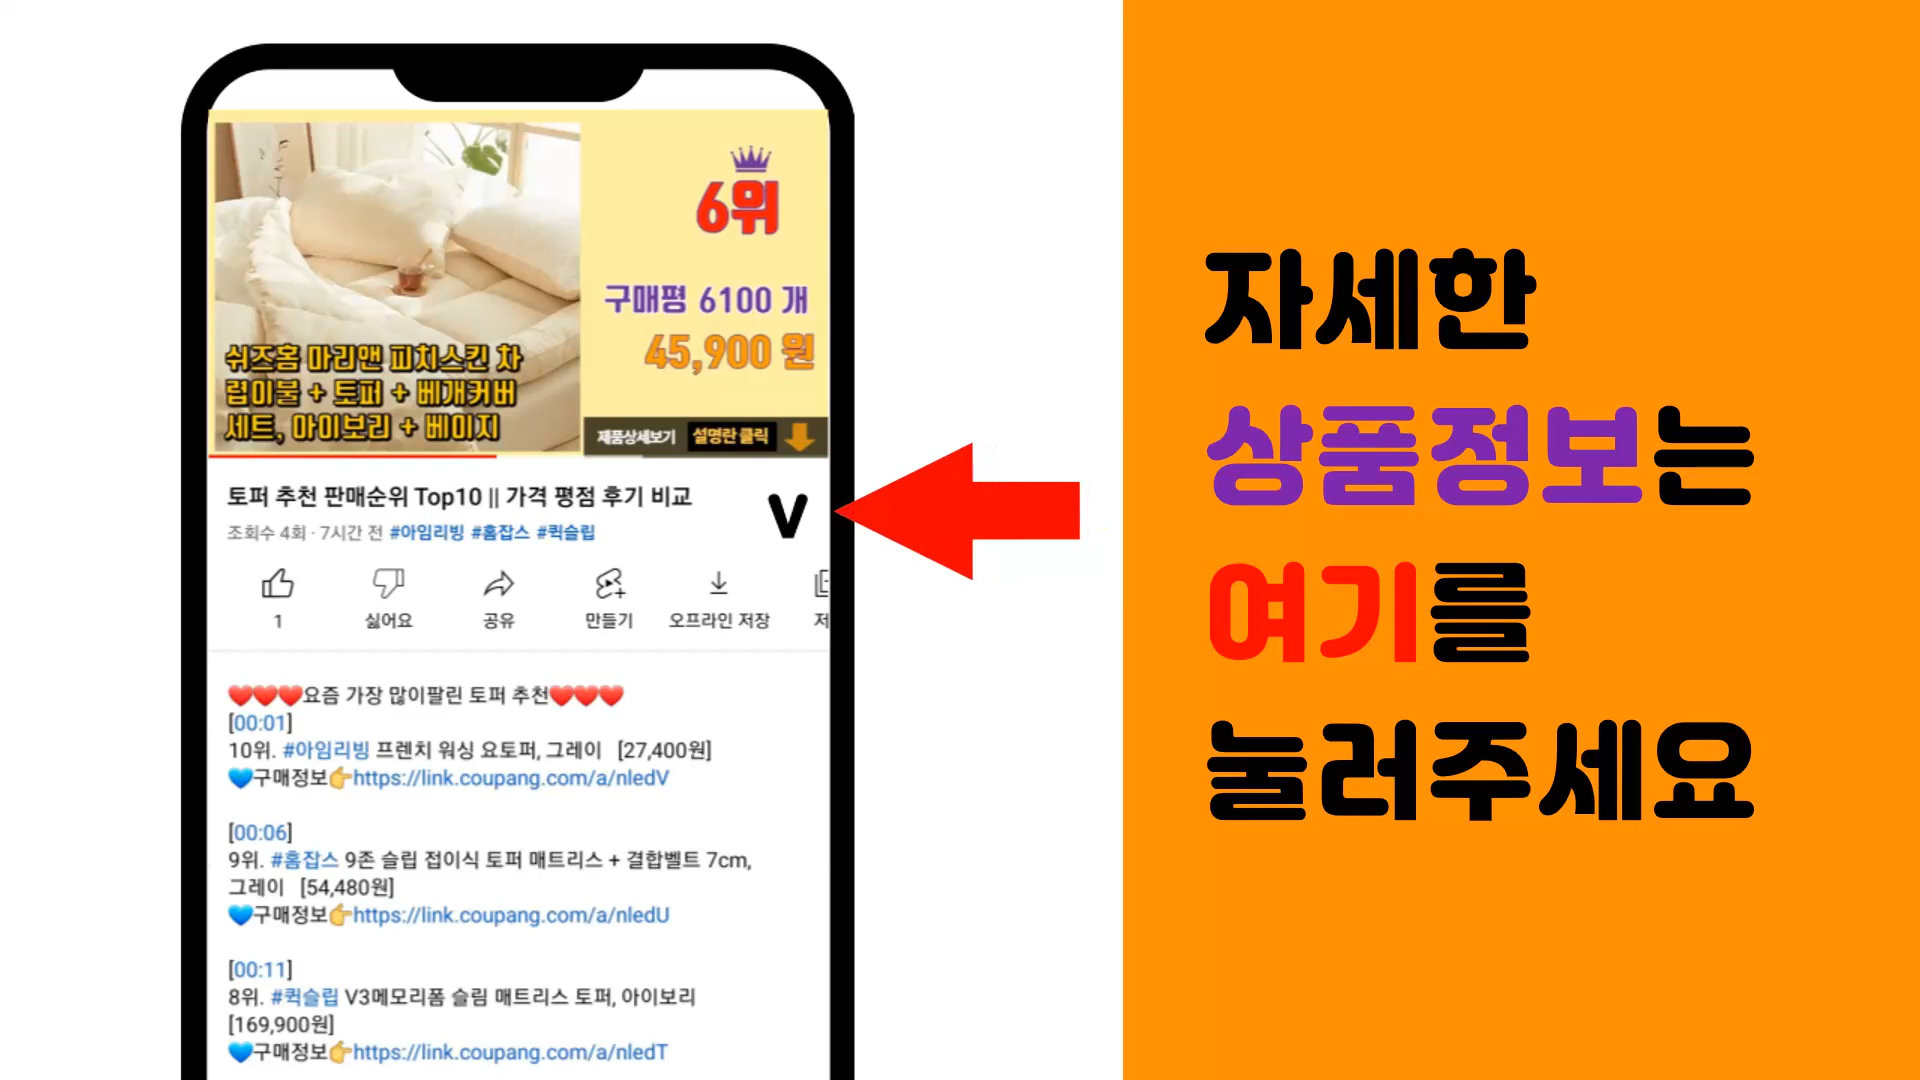 6위
구매평 6100 개
45,900 원
쉬즈홈 마리앤 피치스킨 차
렵이불 + 토퍼 + 베개커버
세트, 아이보리 + 베이지
제품상세보기 설명란 클릭
토퍼 추천 판매순위 Top10 || 가격 평점 후기 비교
V
조회수 4회 · 7시간 전 #아임리빙 #홈잡스 #퀵슬립
1 싫어요 공유 만들기 오프라인 저장 저
❤❤❤요즘 가장 많이팔린 토퍼 추천❤❤❤
[00:01]
10위. #아임리빙 프렌치 워싱 요토퍼, 그레이 [27,400원]
💙구매정보👉https://link.coupang.com/a/nledV
[00:06]
9위. #홈잡스 9존 슬립 접이식 토퍼 매트리스 + 결합벨트 7cm,
그레이 [54,480원]
💙구매정보👉https://link.coupang.com/a/nledU
[00:11]
8위. #퀵슬립 V3메모리폼 슬림 매트리스 토퍼, 아이보리
[169,900원]
💙구매정보👉https://link.coupang.com/a/nledT
자세한
상품정보는
여기를
눌러주세요